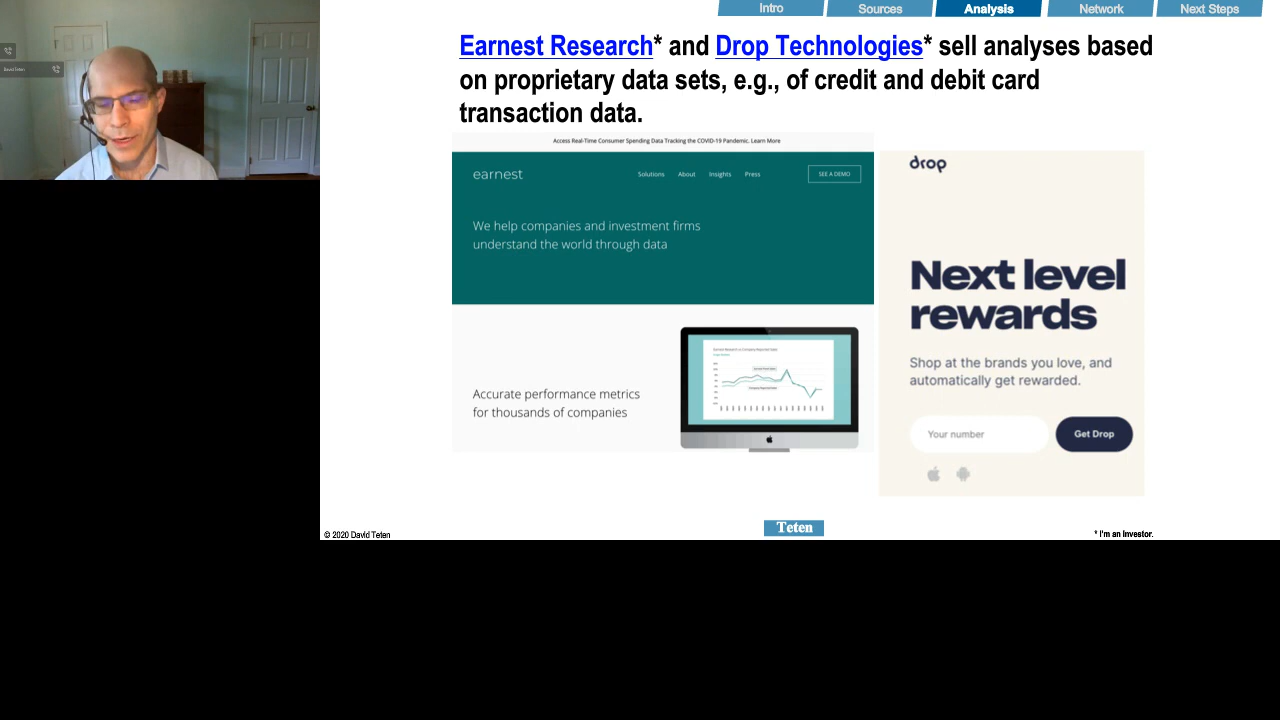 David Teten
Intro
Sources
Analysis
Network
Next Steps
Earnest Research* and Drop Technologies* sell analyses based
on proprietary data sets, e.g., of credit and debit card
transaction data.
Access Real-Time Consumer Spending Data Tracking the COVID-19 Pandemic, Learn More
earnest
Solutions
About
Insights
Press
SEE A DEMO
We help companies and investment firms
understand the world through data
Accurate performance metrics
for thousands of companies
drop
Next level
rewards
Shop at the brands you love, and
automatically get rewarded.
Your number
Get Drop
© 2020 David Teten
Teten
* I'm an investor.